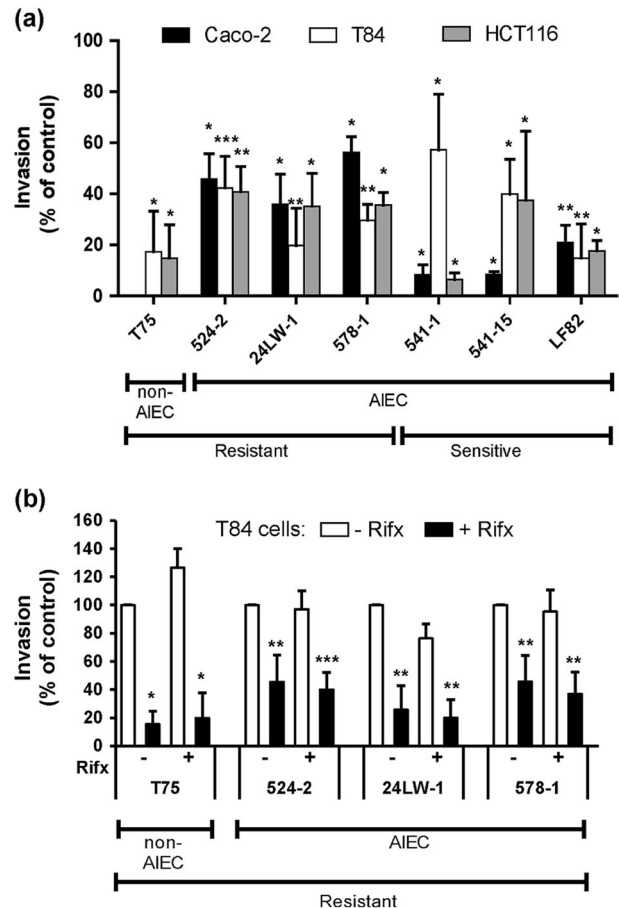 (a)
Caco-2 T84 HCT116
Invasion
(% of control)
100
80
60
40
20
0
* *
* *** **
* ** *
* ** *
* * *
* * *
** ** *
T75 524-2 24LW-1 578-1 541-1 541-15 LF82
non-
AIEC
AIEC
Resistant Sensitive
(b)
T84 cells: - Rifx + Rifx
Invasion
(% of control)
160
140
120
100
80
60
40
20
0
* *
** ***
** **
** **
Rifx - + - + - + - +
T75 524-2 24LW-1 578-1
non-
AIEC
AIEC
Resistant